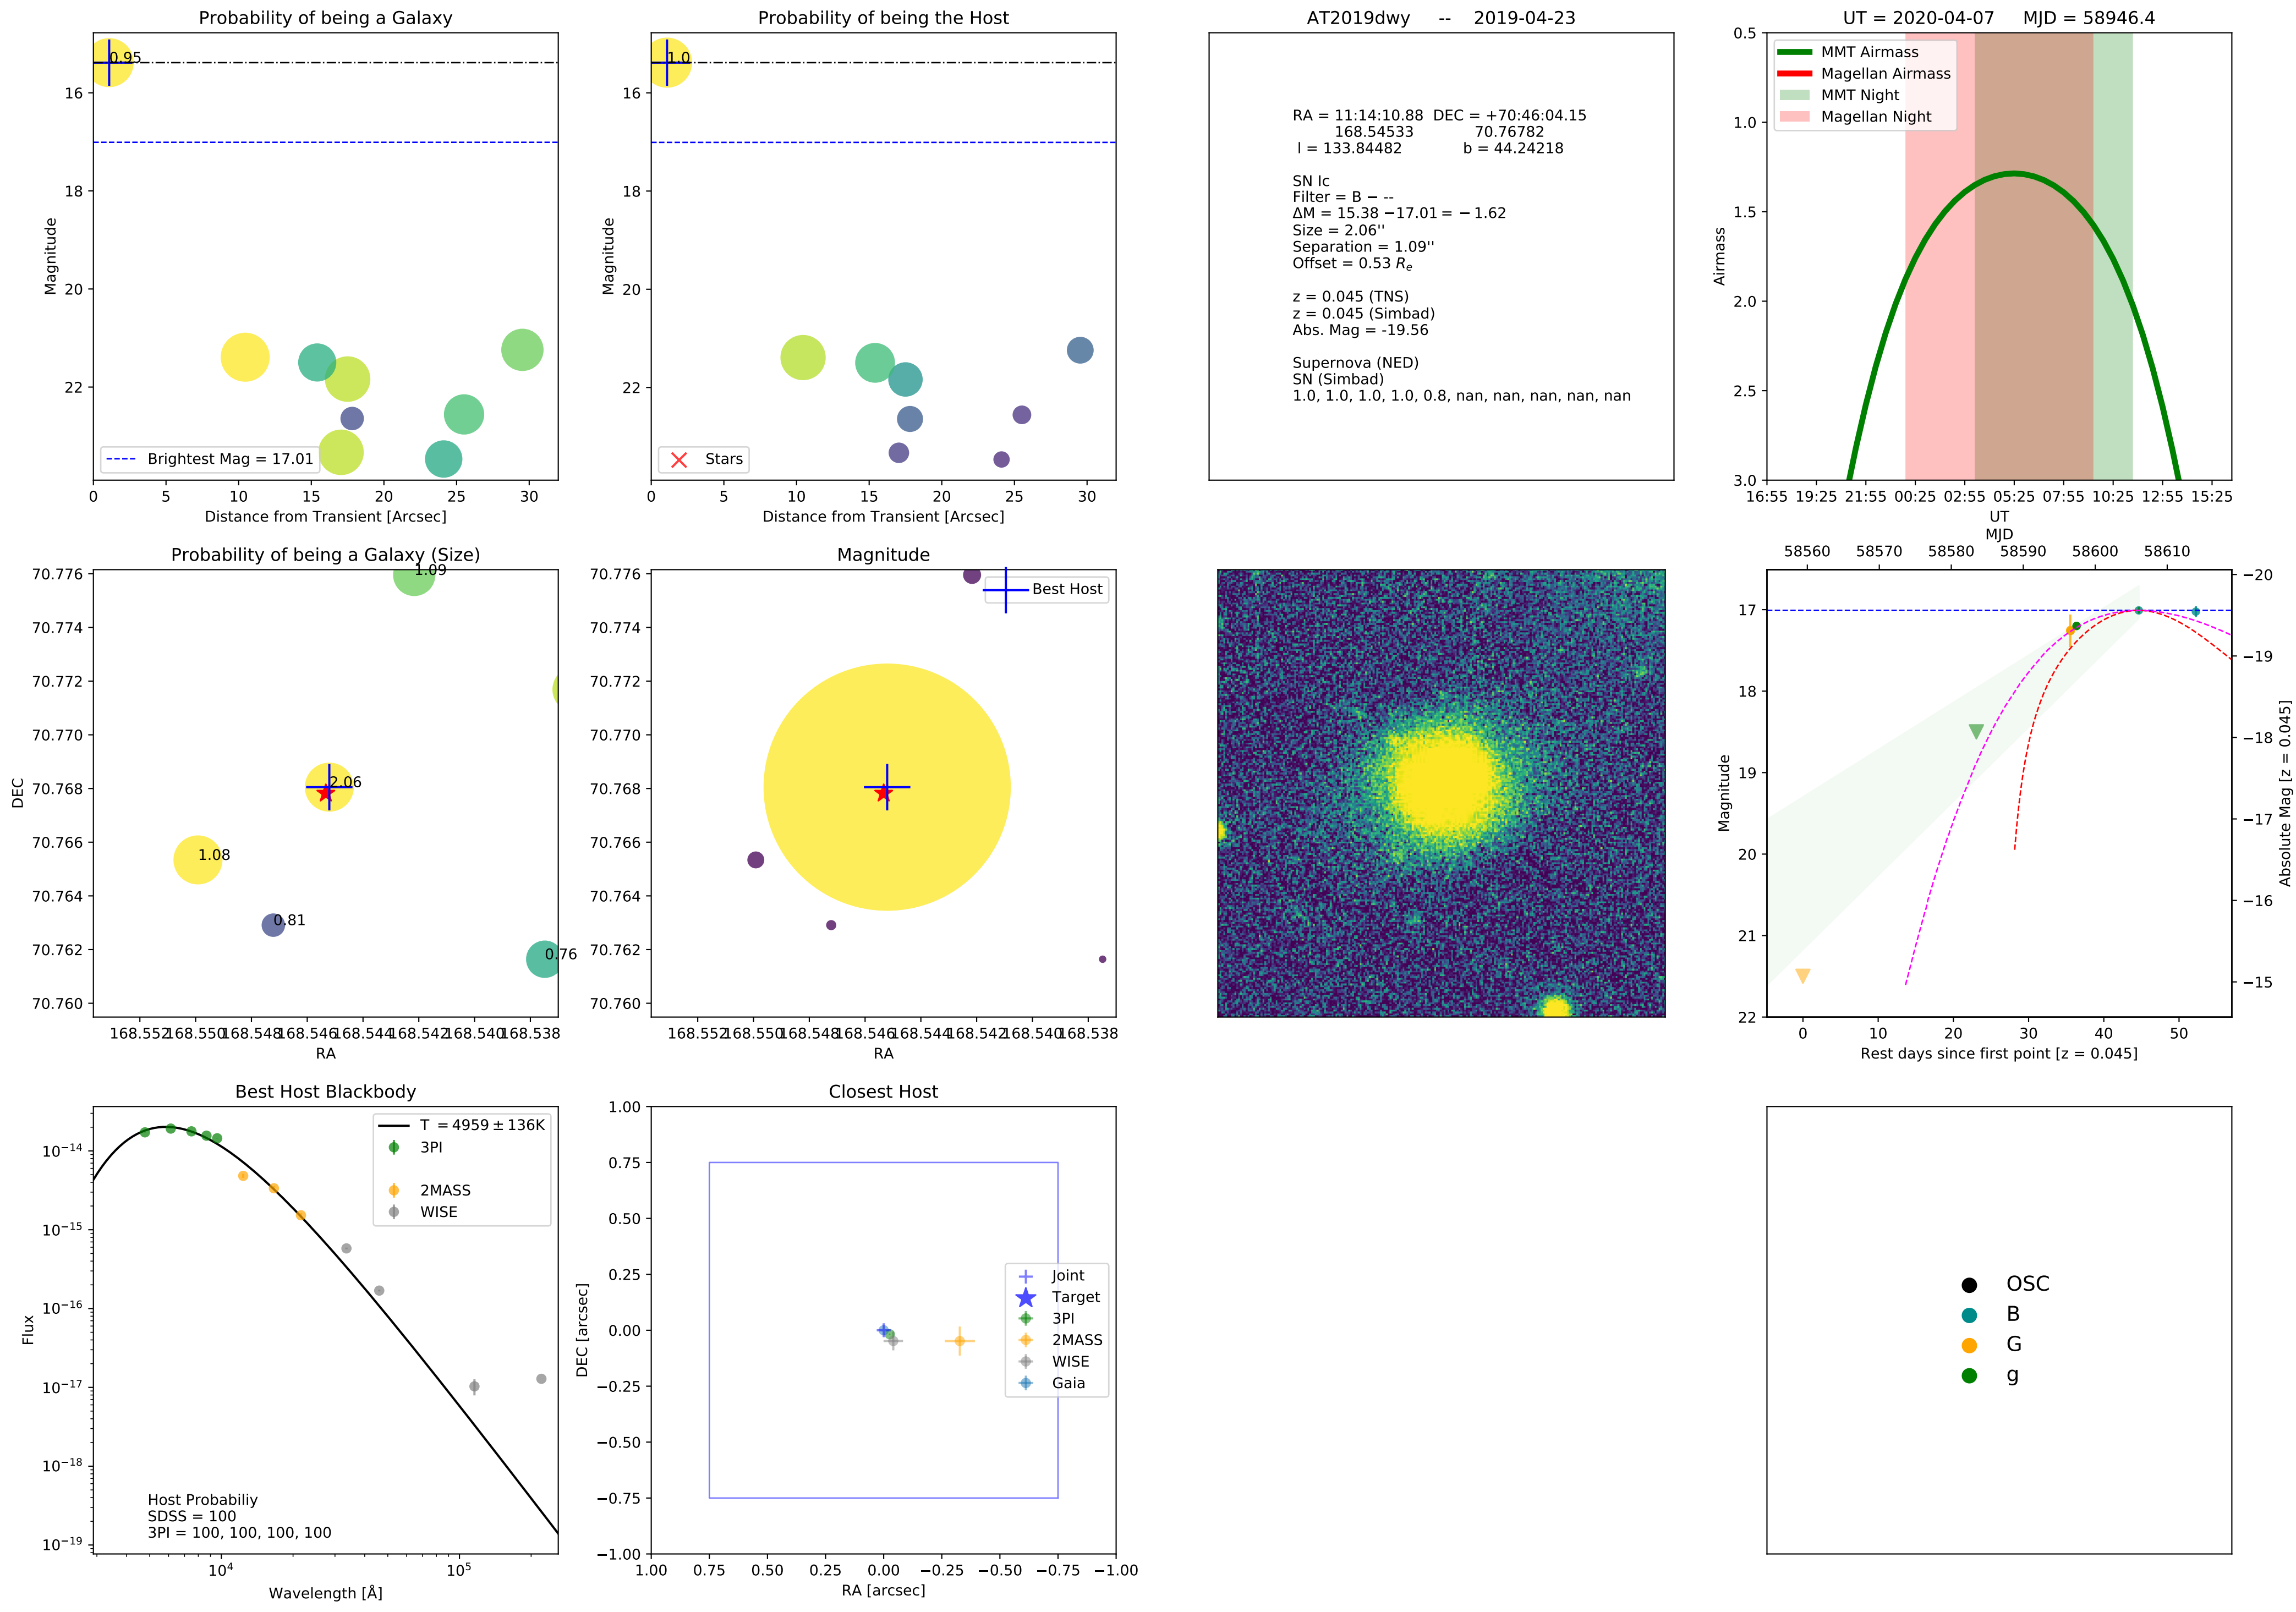 Probability of being a Galaxy
0.95
16
18
20
22
Magnitude
Brightest Mag = 17.01
0 5 10 15 20 25 30
Distance from Transient [Arcsec]
Probability of being the Host
1.0
16
18
20
22
Magnitude
Stars
0 5 10 15 20 25 30
Distance from Transient [Arcsec]
AT2019dwy -- 2019-04-23
RA = 11:14:10.88 DEC = +70:46:04.15
168.54533 70.76782
l = 133.84482 b = 44.24218
SN Ic
Filter = B − --
ΔM = 15.38 −17.01 = −1.62
Size = 2.06''
Separation = 1.09''
Offset = 0.53 Re
z = 0.045 (TNS)
z = 0.045 (Simbad)
Abs. Mag = -19.56
Supernova (NED)
SN (Simbad)
1.0, 1.0, 1.0, 1.0, 0.8, nan, nan, nan, nan, nan
UT = 2020-04-07 MJD = 58946.4
MMT Airmass
Magellan Airmass
MMT Night
Magellan Night
0.5
1.0
1.5
2.0
2.5
3.0
Airmass
16:55 19:25 21:55 00:25 02:55 05:25 07:55 10:25 12:55 15:25
UT
Probability of being a Galaxy (Size)
1.09
2.06
1.08
0.81
0.76
70.776
70.774
70.772
70.770
70.768
70.766
70.764
70.762
70.760
DEC
168.552 168.550 168.548 168.546 168.544 168.542 168.540 168.538
RA
Magnitude
Best Host
70.776
70.774
70.772
70.770
70.768
70.766
70.764
70.762
70.760
168.552 168.550 168.548 168.546 168.544 168.542 168.540 168.538
RA
MJD
58560 58570 58580 58590 58600 58610
17
18
19
20
21
22
Magnitude
−20
−19
−18
−17
−16
−15
Absolute Mag [z = 0.045]
0 10 20 30 40 50
Rest days since first point [z = 0.045]
Best Host Blackbody
T = 4959 ± 136K
3PI
2MASS
WISE
10−14
10−15
10−16
10−17
10−18
10−19
Flux
Host Probabiliy
SDSS = 100
3PI = 100, 100, 100, 100
104 105
Wavelength [Å]
Closest Host
1.00
0.75
0.50
0.25
0.00
−0.25
−0.50
−0.75
−1.00
DEC [arcsec]
Joint
Target
3PI
2MASS
WISE
Gaia
1.00 0.75 0.50 0.25 0.00 −0.25 −0.50 −0.75 −1.00
RA [arcsec]
OSC
B
G
g